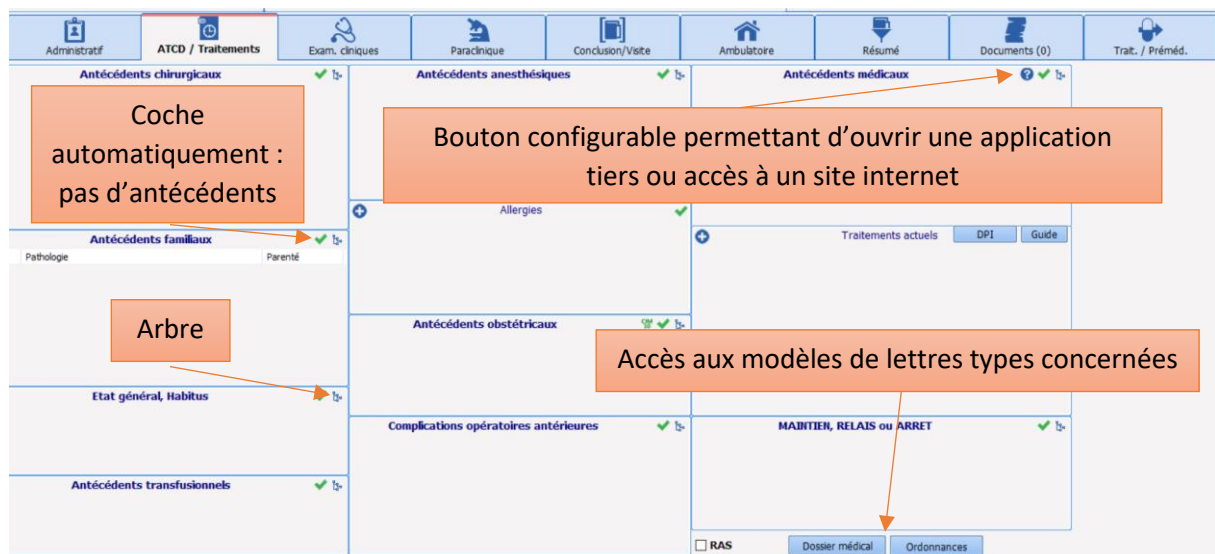 Administratif
ATCD / Traitements
Exam. cliniques
Paraclinique
Conclusion/Visite
Ambulatoire
Résumé
Documents (0)
Trait. / Préméd.
Antécédents chirurgicaux
Antécédents anesthésiques
Antécédents médicaux
Coche
automatiquement :
pas d'antécédents
Bouton configurable permettant d'ouvrir une application
tiers ou accès à un site internet
Allergies
Antécédents familiaux
Pathologie
Parenté
Traitements actuels
DPI
Guide
Arbre
Antécédents obstétricaux
Accès aux modèles de lettres types concernées
Etat général, Habitus
Complications opératoires antérieures
MAINTIEN, RELAIS ou ARRET
Antécédents transfusionnels
RAS
Dossier médical
Ordonnances